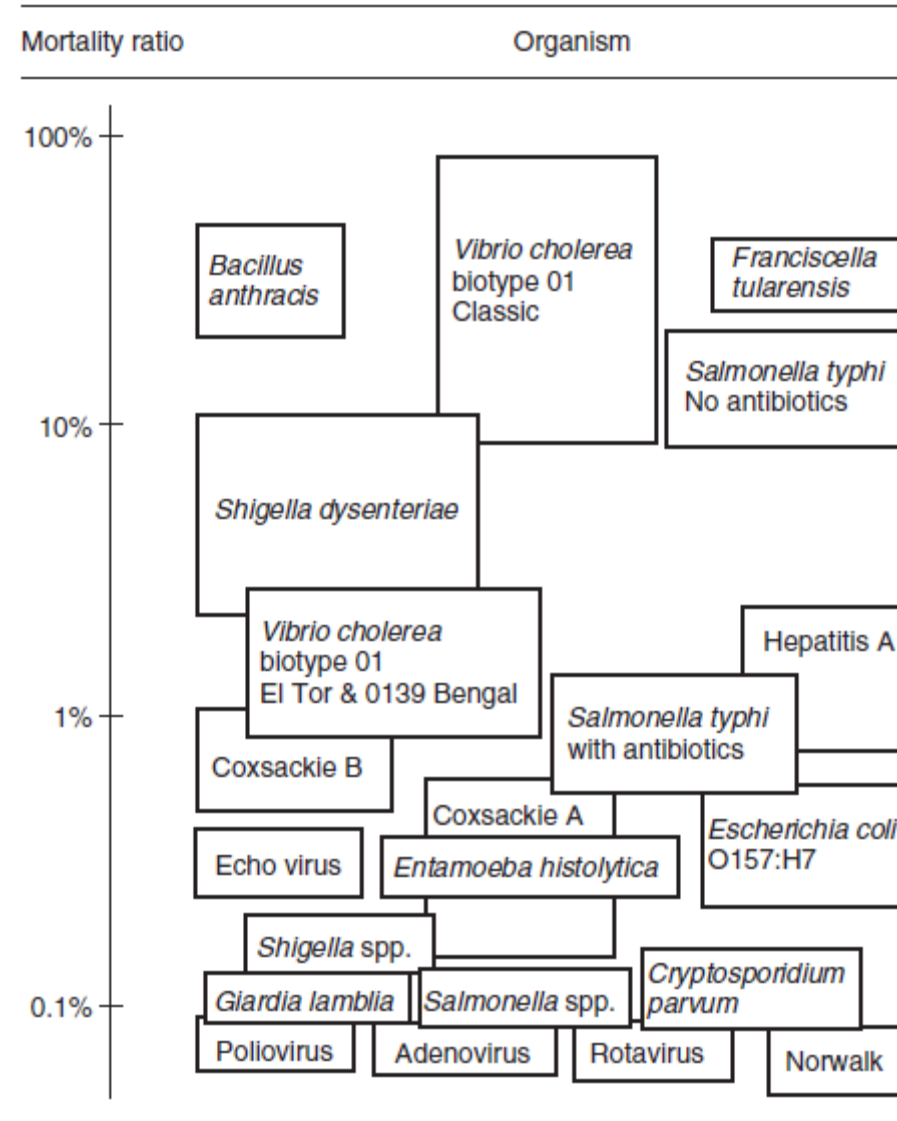 Mortality ratio Organism
100%
Bacillus
anthracis
Vibrio cholerea
biotype 01
Classic
Franciscella
tularensis
Salmonella typhi
No antibiotics
10%
Shigella dysenteriae
Vibrio cholerea
biotype 01
El Tor & 0139 Bengal
Hepatitis A
1%
Salmonella typhi
with antibiotics
Coxsackie B
Coxsackie A
Escherichia coli
O157:H7
Echo virus
Entamoeba histolytica
Shigella spp.
Cryptosporidium
parvum
0.1%
Giardia lamblia
Salmonella spp.
Poliovirus
Adenovirus
Rotavirus
Norwalk